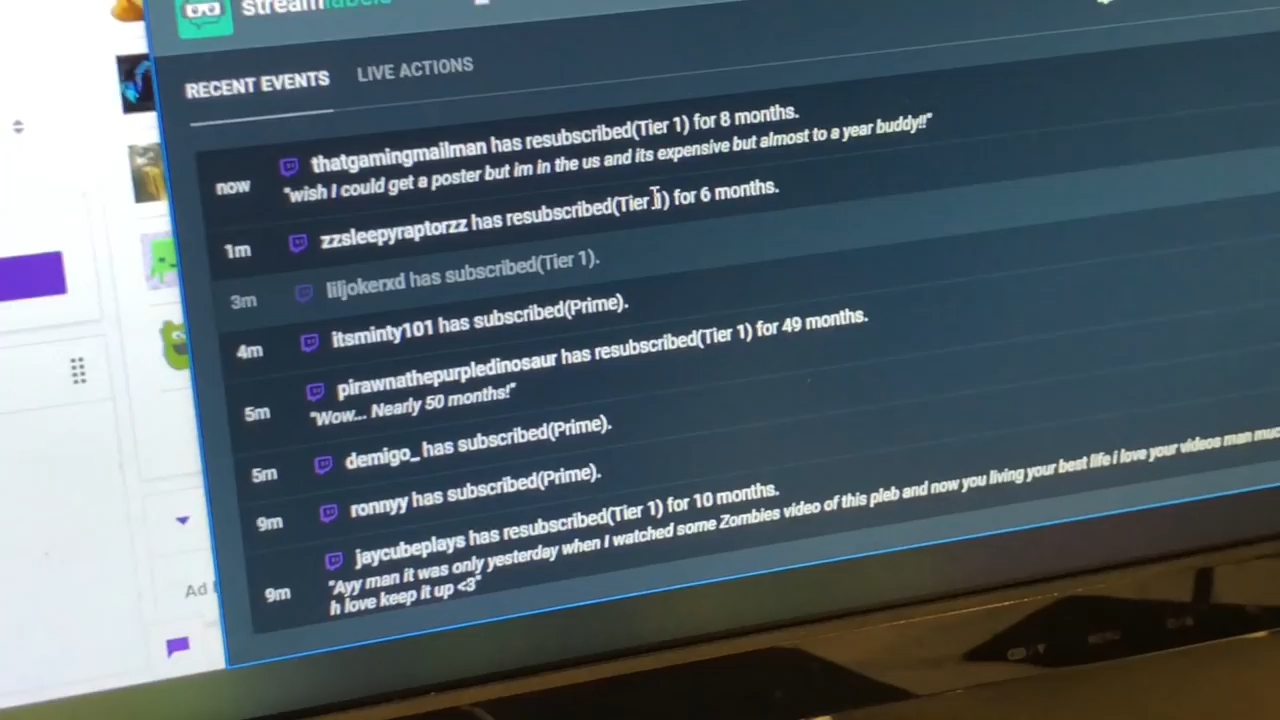 streamlabels
RECENT EVENTS LIVE ACTIONS
now thatgamingmailman has resubscribed(Tier 1) for 8 months.
"wish I could get a poster but im in the us and its expensive but almost to a year buddy!!"
1m zzsleepyraptorzz has resubscribed(Tier 1) for 6 months.
3m liljokerxd has subscribed(Tier 1).
4m itsminty101 has subscribed(Prime).
5m pirawnathepurpledinosaur has resubscribed(Tier 1) for 49 months.
"Wow... Nearly 50 months!"
5m demigo_ has subscribed(Prime).
9m ronnyy has subscribed(Prime).
9m jaycubeplays has resubscribed(Tier 1) for 10 months.
"Ayy man it was only yesterday when I watched some Zombies video of this pleb and now you living your best life i love your videos man muc
h love keep it up <3"
Ad